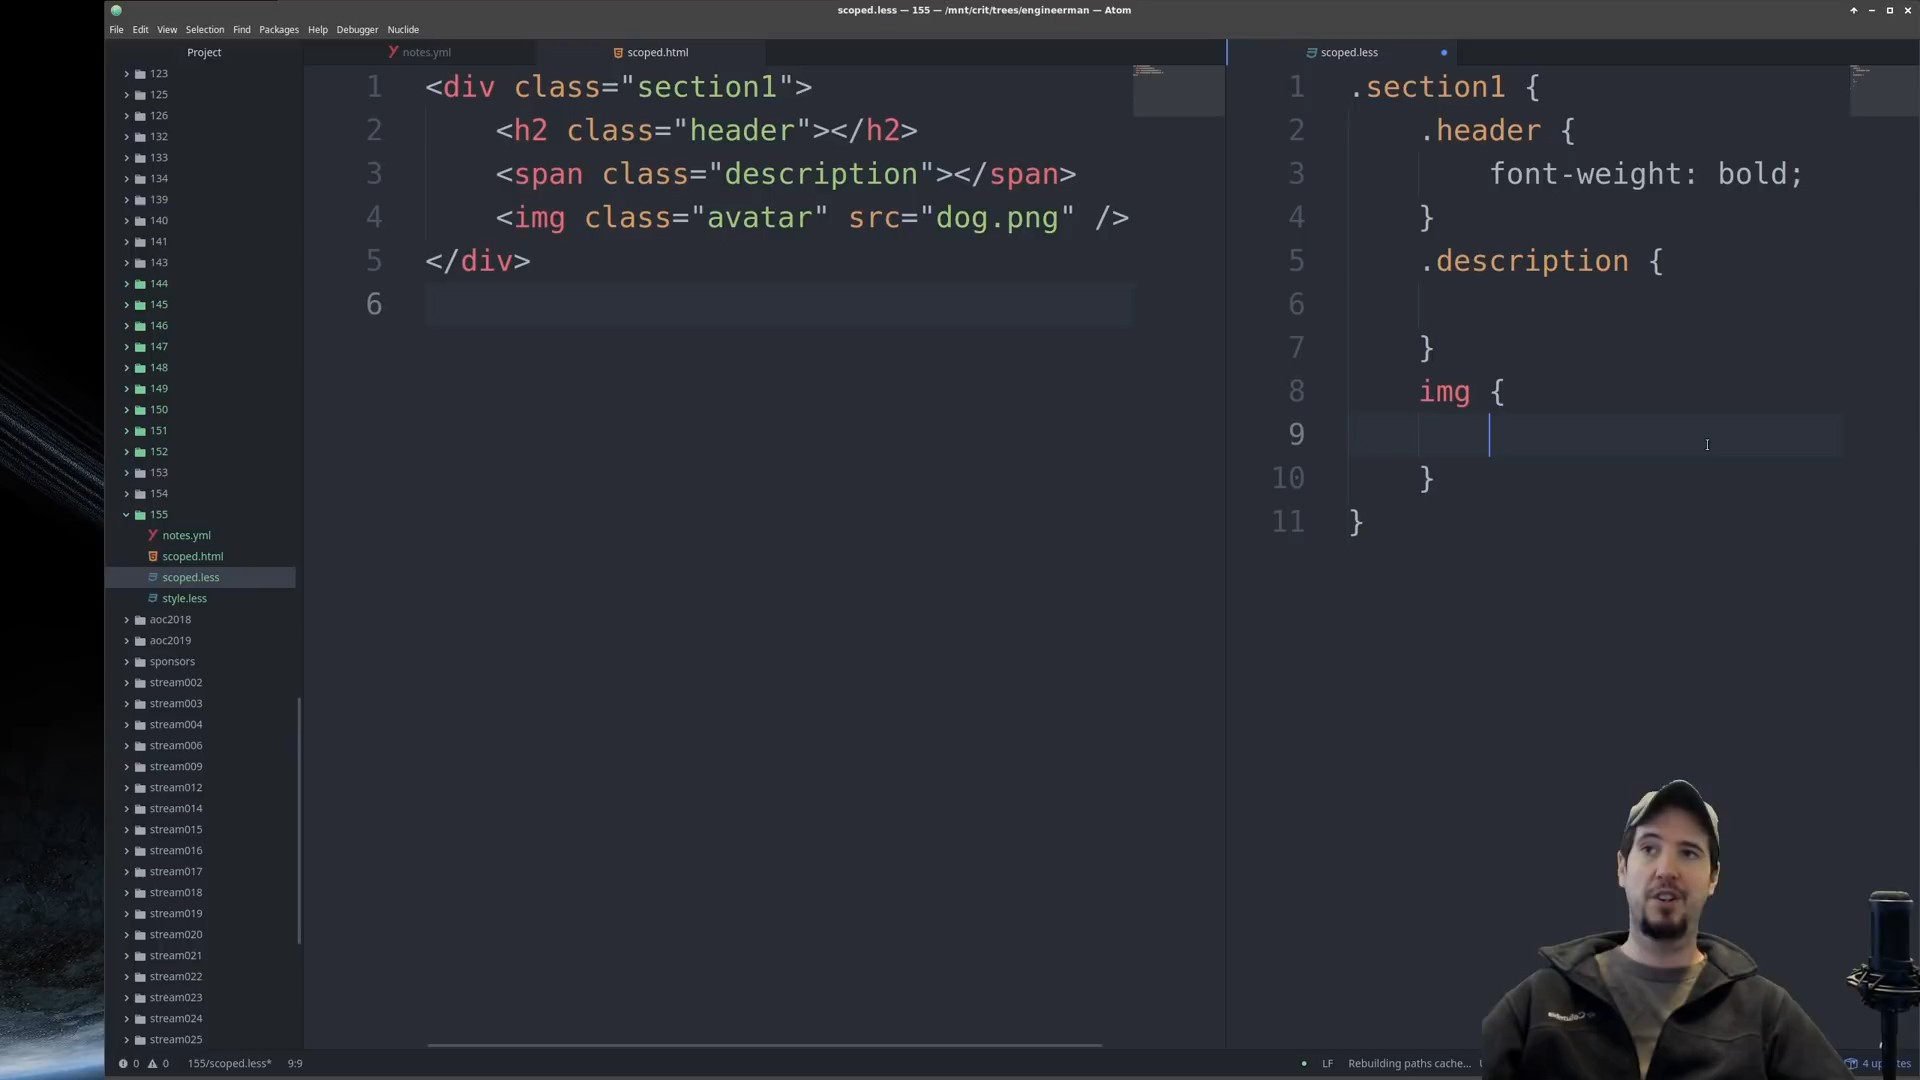 scoped.less — 155 — /mnt/crit/trees/engineerman — Atom
File Edit View Selection Find Packages Help Debugger Nuclide
Project
123
125
126
132
133
134
139
140
141
143
144
145
146
147
148
149
150
151
152
153
154
155
notes.yml
scoped.html
scoped.less
style.less
aoc2018
aoc2019
sponsors
stream002
stream003
stream004
stream006
stream009
stream012
stream014
stream015
stream016
stream017
stream018
stream019
stream020
stream021
stream022
stream023
stream024
stream025
notes.yml scoped.html
1 <div class="section1">
2 <h2 class="header"></h2>
3 <span class="description"></span>
4 <img class="avatar" src="dog.png" />
5 </div>
6
scoped.less
1 .section1 {
2 .header {
3 font-weight: bold;
4 }
5 .description {
6
7 }
8 img {
9
10 }
11 }
Columbia
0 0 155/scoped.less* 9:9 LF Rebuilding paths cache... 4